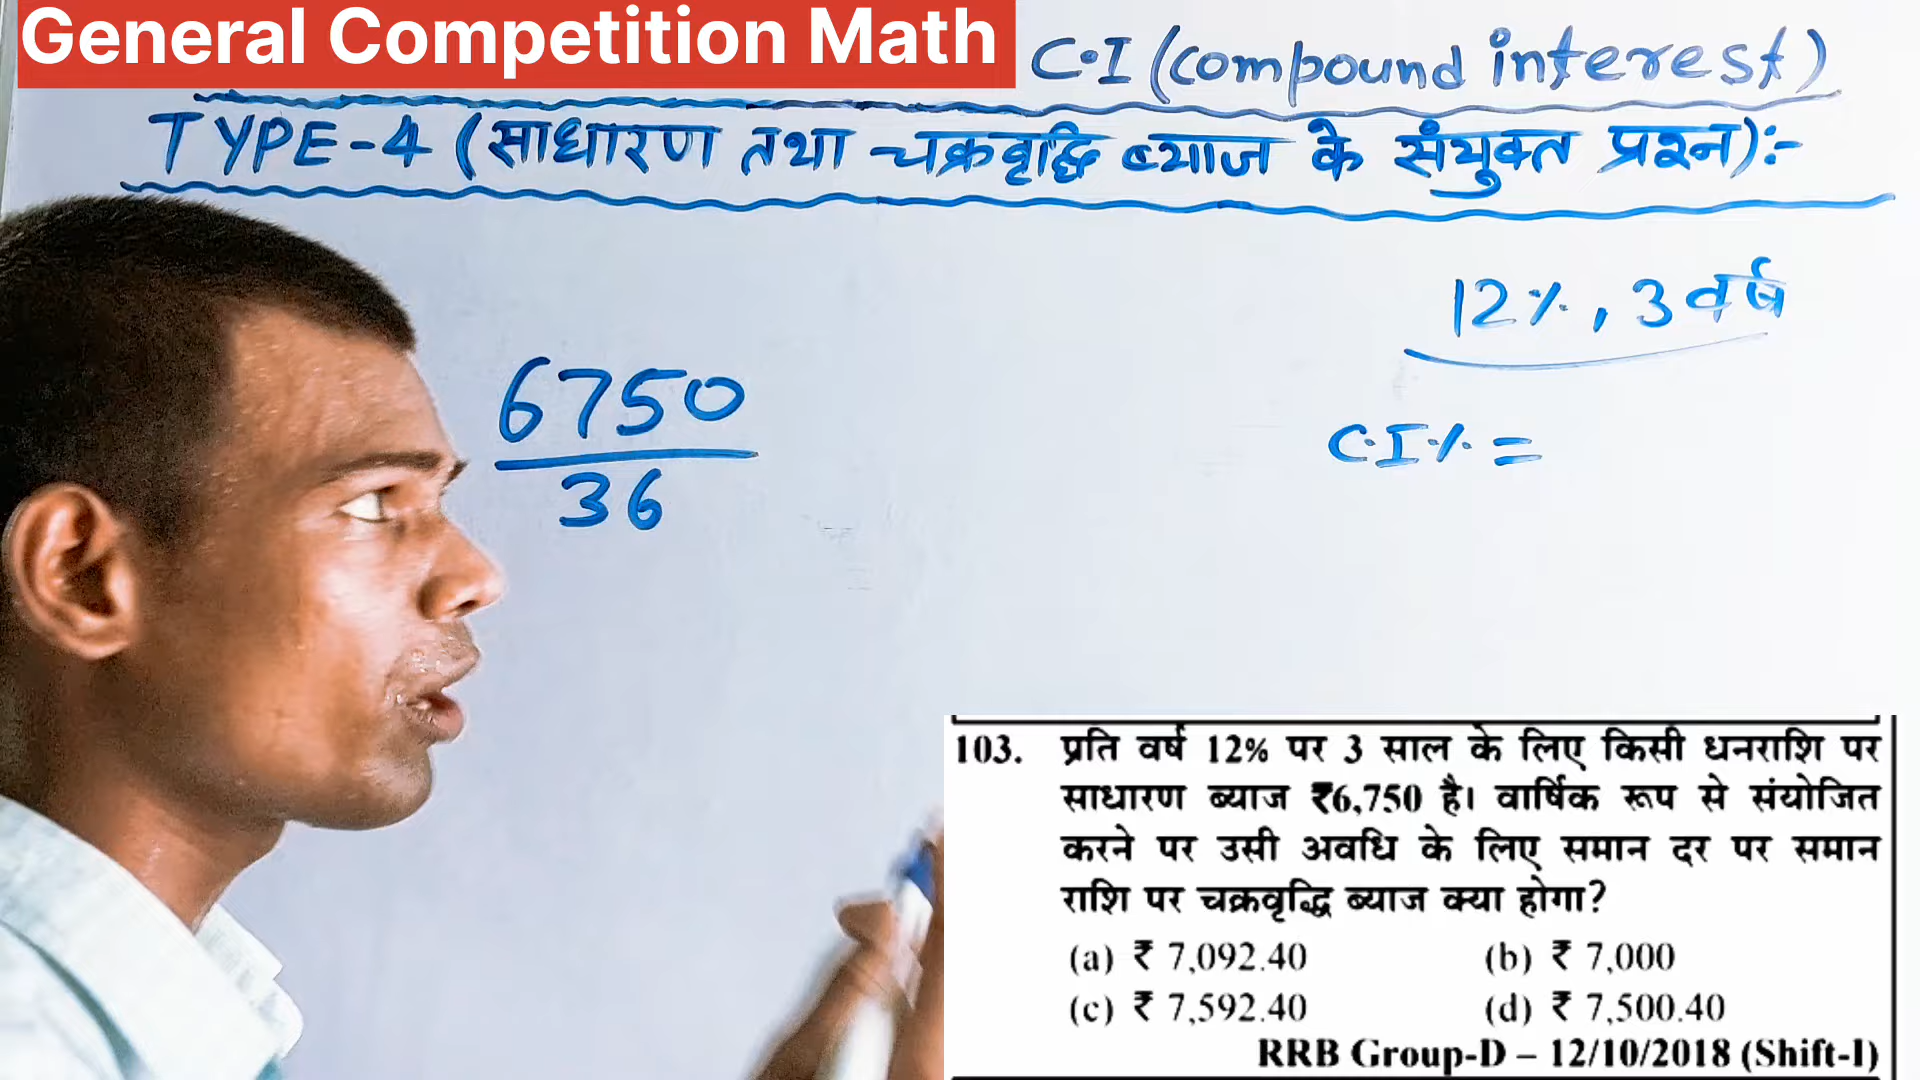 General Competition Math
C.I (compound interest)
TYPE-4 (साधारण तथा चक्रवृद्धि ब्याज के संयुक्त प्रश्न):-
12%, 3 वर्ष
6750
36
C.I% =
103. प्रति वर्ष 12% पर 3 साल के लिए किसी धनराशि पर
साधारण ब्याज ₹6,750 है। वार्षिक रूप से संयोजित
करने पर उसी अवधि के लिए समान दर पर समान
राशि पर चक्रवृद्धि ब्याज क्या होगा?
(a) ₹ 7,092.40 (b) ₹ 7,000
(c) ₹ 7,592.40 (d) ₹ 7,500.40
RRB Group-D – 12/10/2018 (Shift-I)